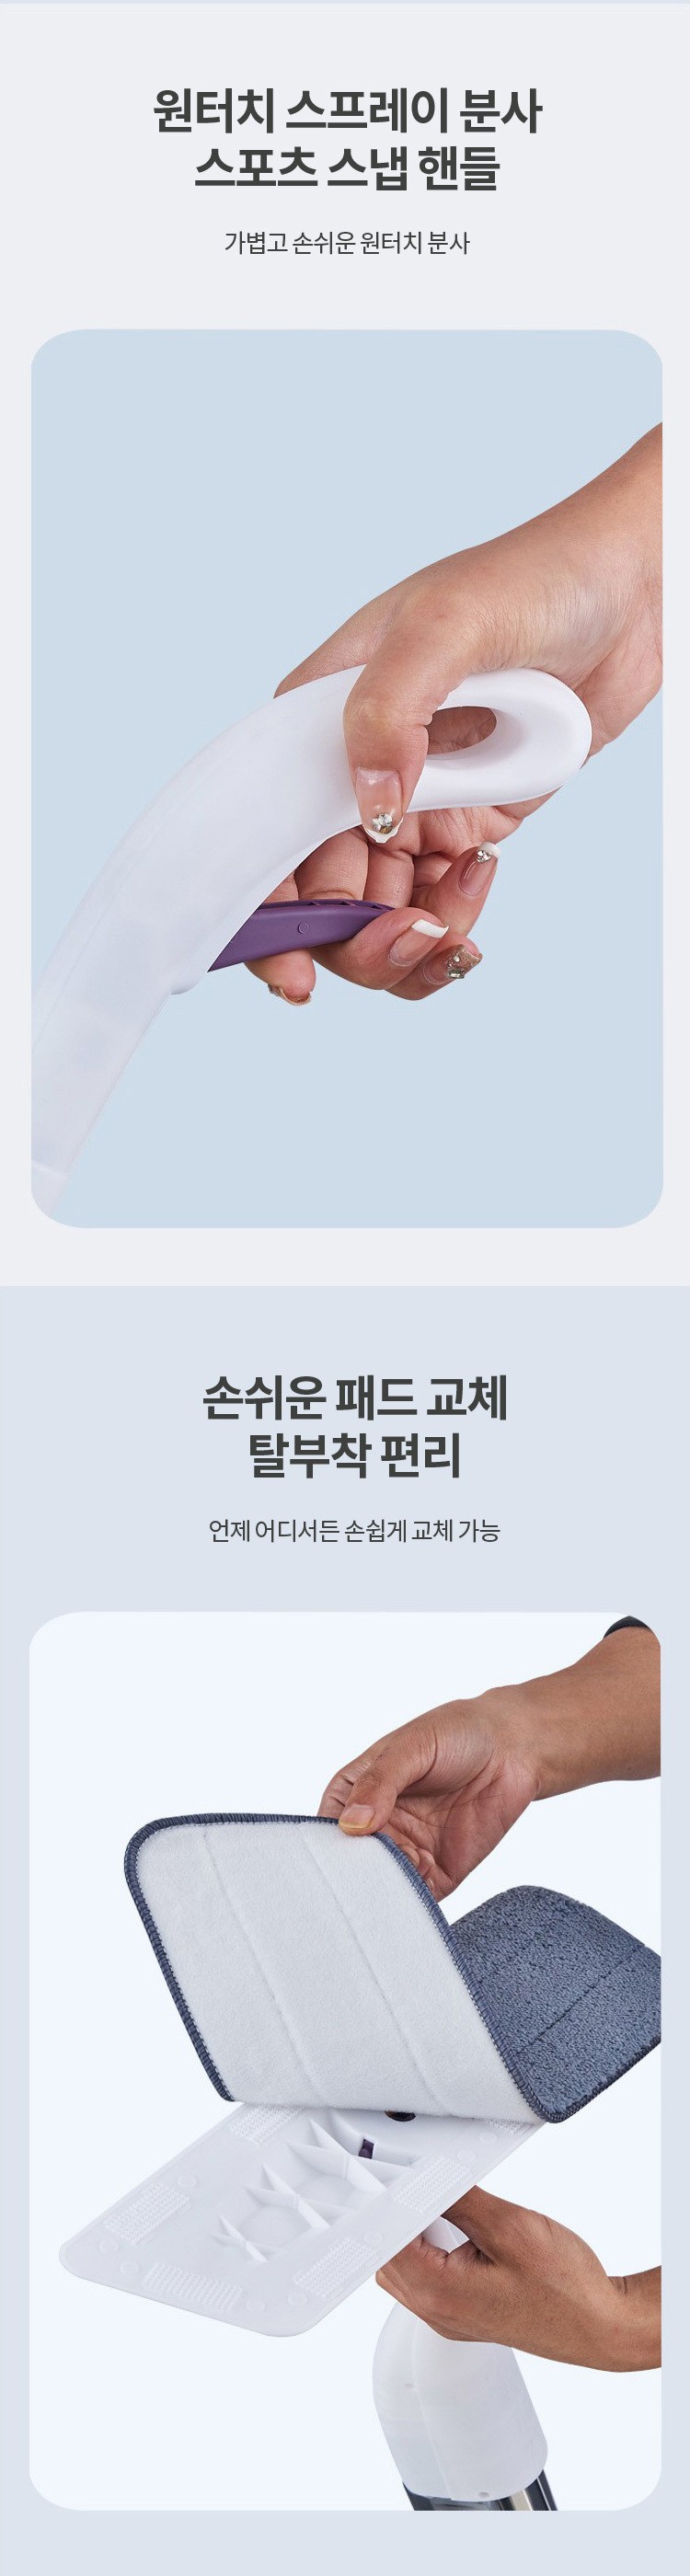 원터치 스프레이 분사
스포츠 스냅 핸들
가볍고 손쉬운 원터치 분사
손쉬운 패드 교체
탈부착 편리
언제 어디서든 손쉽게 교체 가능